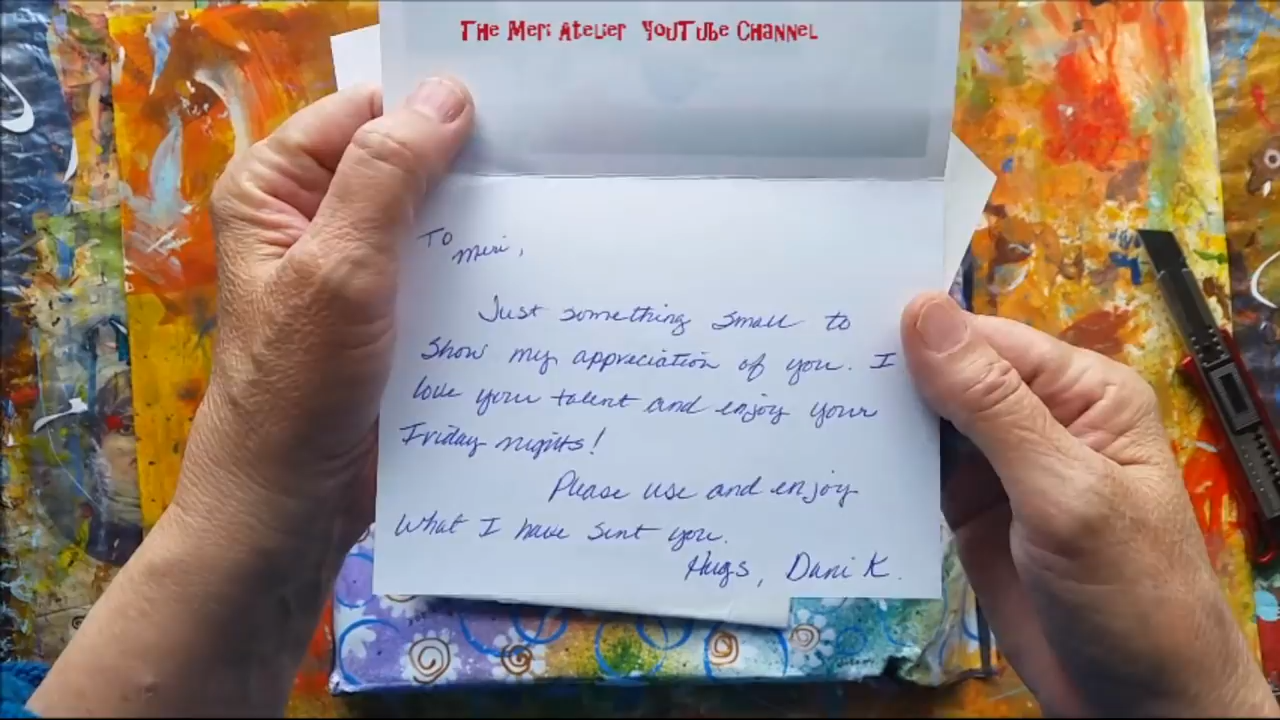 The Meri Atelier YouTube Channel
To Meri,
Just something small to
show my appreciation of you. I
love your talent and enjoy your
Friday nights!
Please use and enjoy
what I have sent you.
Hugs, Dani K.